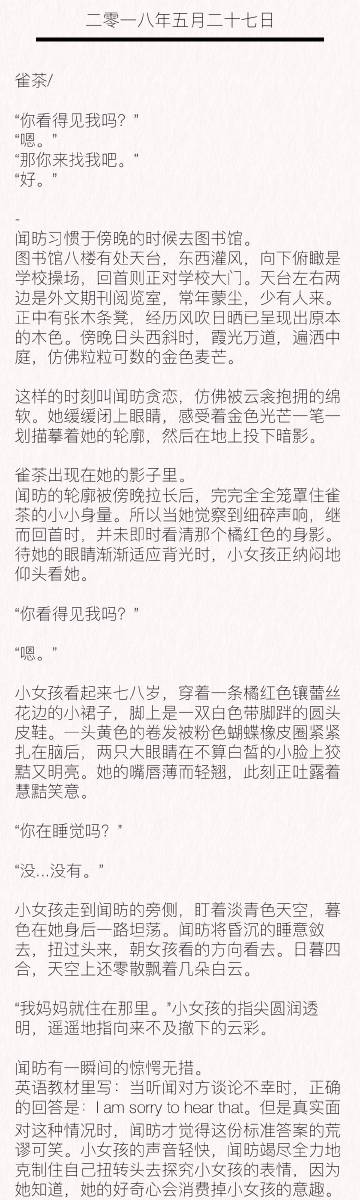 二零一八年五月二十七日
雀茶/
“你看得见我吗？”
“嗯。”
“那你来找我吧。”
“好。”
-
闻昉习惯于傍晚的时候去图书馆。
图书馆八楼有处天台，东西灌风，向下俯瞰是
学校操场，回首则正对学校大门。天台左右两
边是外文期刊阅览室，常年蒙尘，少有人来。
正中有张木条凳，经历风吹日晒已呈现出原本
的木色。傍晚日头西斜时，霞光万道，遍洒中
庭，仿佛粒粒可数的金色麦芒。
这样的时刻叫闻昉贪恋，仿佛被云衾抱拥的绵
软。她缓缓闭上眼睛，感受着金色光芒一笔一
划描摹着她的轮廓，然后在地上投下暗影。
雀茶出现在她的影子里。
闻昉的轮廓被傍晚拉长后，完完全全笼罩住雀
茶的小小身量。所以当她觉察到细碎声响，继
而回首时，并未即时看清那个橘红色的身影。
待她的眼睛渐渐适应背光时，小女孩正纳闷地
仰头看她。
“你看得见我吗？”
“嗯。”
小女孩看起来七八岁，穿着一条橘红色镶蕾丝
花边的小裙子，脚上是一双白色带脚跘的圆头
皮鞋。一头黄色的卷发被粉色蝴蝶橡皮圈紧紧
扎在脑后，两只大眼睛在不算白皙的小脸上狡
黠又明亮。她的嘴唇薄而轻翘，此刻正吐露着
慧黠笑意。
“你在睡觉吗？”
“没...没有。”
小女孩走到闻昉的旁侧，盯着淡青色天空，暮
色在她身后一路坦荡。闻昉将昏沉的睡意敛
去，扭过头来，朝女孩看的方向看去。日暮四
合，天空上还零散飘着几朵白云。
“我妈妈就住在那里。”小女孩的指尖圆润透
明，遥遥地指向来不及撤下的云彩。
闻昉有一瞬间的惊愕无措。
英语教材里写：当听闻对方谈论不幸时，正确
的回答是：I am sorry to hear that。但是真实面
对这种情况时，闻昉才觉得这份标准答案的荒
谬可笑。小女孩的声音轻快，闻昉竭尽全力地
克制住自己扭转头去探究小女孩的表情，因为
她知道，她的好奇心会消费掉小女孩的意趣。